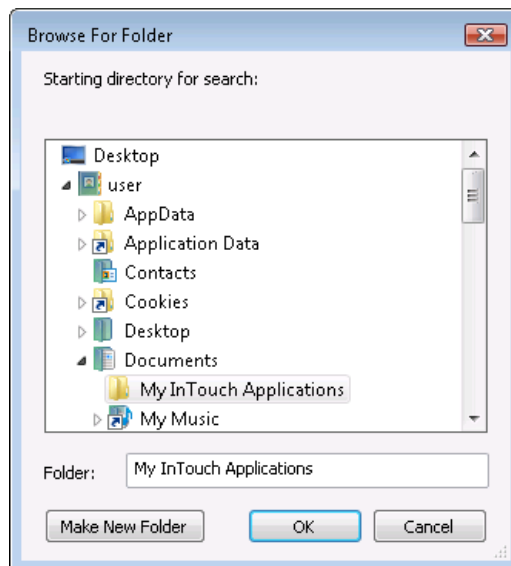 Browse For Folder
Starting directory for search:
Desktop
user
AppData
Application Data
Contacts
Cookies
Desktop
Documents
My InTouch Applications
My Music
Folder: My InTouch Applications
Make New Folder OK Cancel